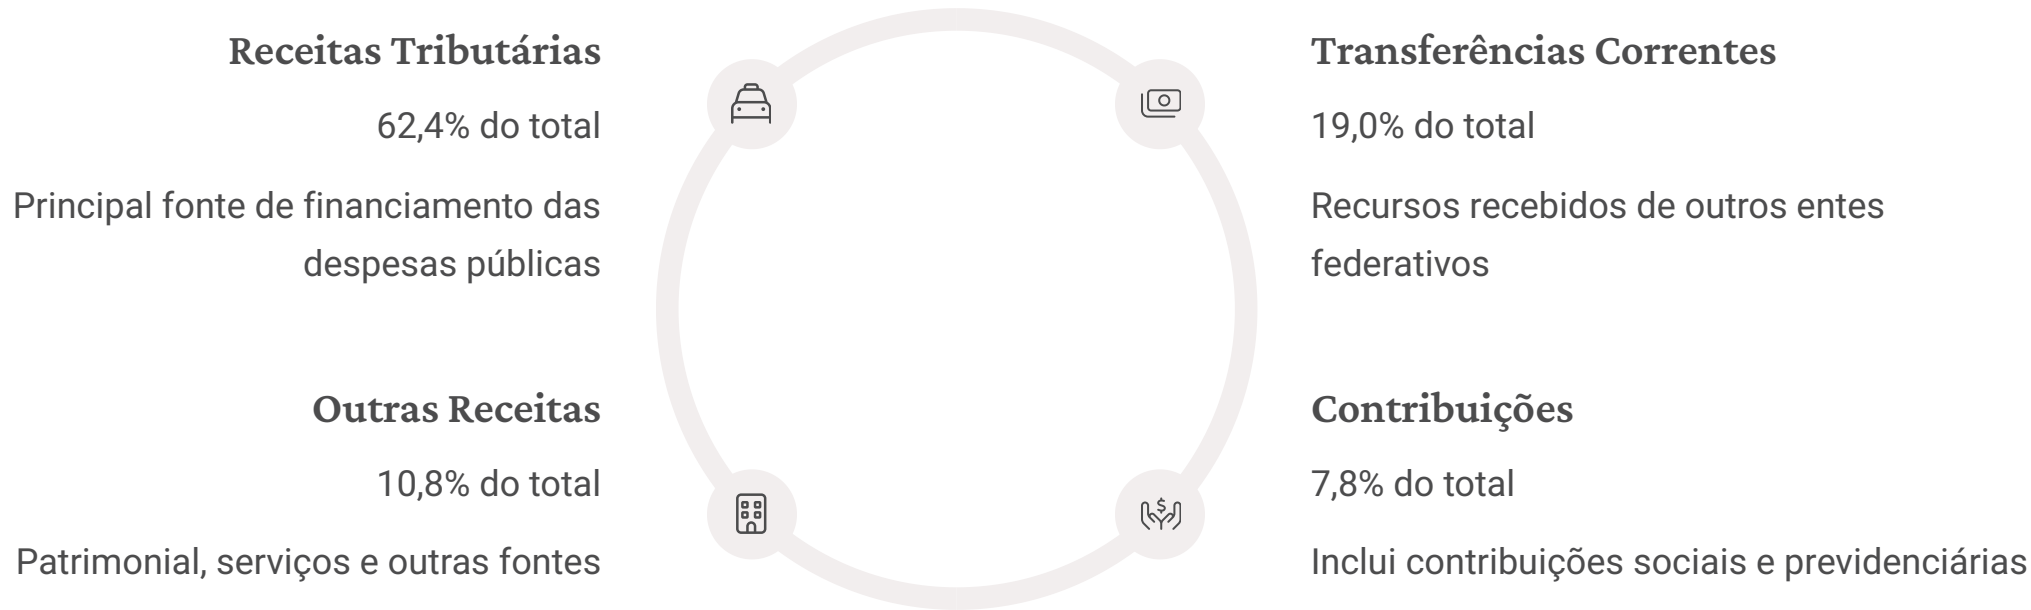 Receitas Tributárias
62,4% do total
Principal fonte de financiamento das
despesas públicas
Transferências Correntes
19,0% do total
Recursos recebidos de outros entes
federativos
Outras Receitas
10,8% do total
Patrimonial, serviços e outras fontes
Contribuições
7,8% do total
Inclui contribuições sociais e previdenciárias